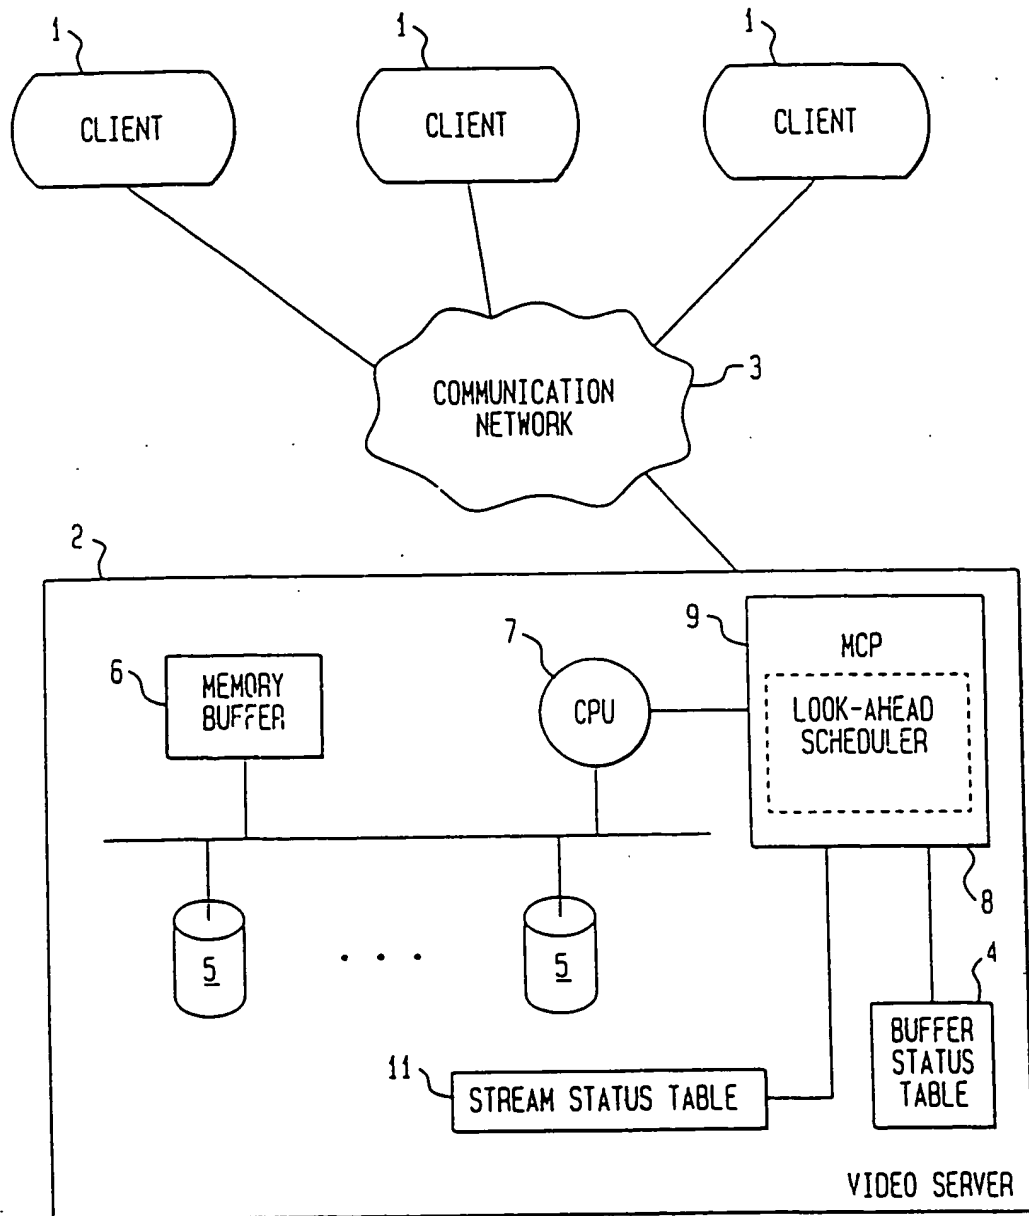 1
1
1
CLIENT
CLIENT
CLIENT
COMMUNICATION
NETWORK
3
2
9
7
6
MCP
MEMORY
BUFFER
CPU
LOOK-AHEAD
SCHEDULER
8
5
. . .
5
4
BUFFER
STATUS
TABLE
11
STREAM STATUS TABLE
VIDEO SERVER